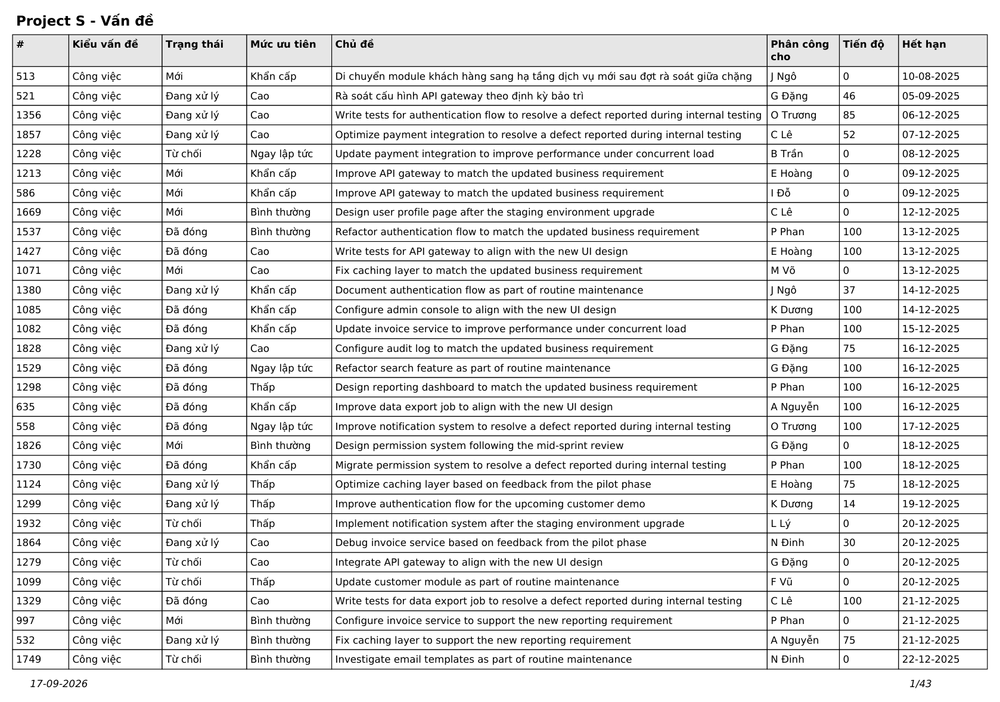 Project S - Vấn đề
# Kiểu vấn đề Trạng thái Mức ưu tiên Chủ đề Phân công cho Tiến độ Hết hạn
513 Công việc Mới Khẩn cấp Di chuyển module khách hàng sang hạ tầng dịch vụ mới sau đợt rà soát giữa chặng J Ngô 0 10-08-2025
521 Công việc Đang xử lý Cao Rà soát cấu hình API gateway theo định kỳ bảo trì G Đặng 46 05-09-2025
1356 Công việc Đang xử lý Cao Write tests for authentication flow to resolve a defect reported during internal testing O Trương 85 06-12-2025
1857 Công việc Đang xử lý Cao Optimize payment integration to resolve a defect reported during internal testing C Lê 52 07-12-2025
1228 Công việc Từ chối Ngay lập tức Update payment integration to improve performance under concurrent load B Trần 0 08-12-2025
1213 Công việc Mới Khẩn cấp Improve API gateway to match the updated business requirement E Hoàng 0 09-12-2025
586 Công việc Mới Khẩn cấp Improve API gateway to match the updated business requirement I Đỗ 0 09-12-2025
1669 Công việc Mới Bình thường Design user profile page after the staging environment upgrade C Lê 0 12-12-2025
1537 Công việc Đã đóng Bình thường Refactor authentication flow to match the updated business requirement P Phan 100 13-12-2025
1427 Công việc Đã đóng Cao Write tests for API gateway to align with the new UI design E Hoàng 100 13-12-2025
1071 Công việc Mới Cao Fix caching layer to match the updated business requirement M Võ 0 13-12-2025
1380 Công việc Đang xử lý Khẩn cấp Document authentication flow as part of routine maintenance J Ngô 37 14-12-2025
1085 Công việc Đã đóng Khẩn cấp Configure admin console to align with the new UI design K Dương 100 14-12-2025
1082 Công việc Đã đóng Khẩn cấp Update invoice service to improve performance under concurrent load P Phan 100 15-12-2025
1828 Công việc Đang xử lý Cao Configure audit log to match the updated business requirement G Đặng 75 16-12-2025
1529 Công việc Đã đóng Ngay lập tức Refactor search feature as part of routine maintenance G Đặng 100 16-12-2025
1298 Công việc Đã đóng Thấp Design reporting dashboard to match the updated business requirement P Phan 100 16-12-2025
635 Công việc Đã đóng Khẩn cấp Improve data export job to align with the new UI design A Nguyễn 100 16-12-2025
558 Công việc Đã đóng Ngay lập tức Improve notification system to resolve a defect reported during internal testing O Trương 100 17-12-2025
1826 Công việc Mới Bình thường Design permission system following the mid-sprint review G Đặng 0 18-12-2025
1730 Công việc Đã đóng Khẩn cấp Migrate permission system to resolve a defect reported during internal testing P Phan 100 18-12-2025
1124 Công việc Đang xử lý Thấp Optimize caching layer based on feedback from the pilot phase E Hoàng 75 18-12-2025
1299 Công việc Đang xử lý Thấp Improve authentication flow for the upcoming customer demo K Dương 14 19-12-2025
1932 Công việc Từ chối Thấp Implement notification system after the staging environment upgrade L Lý 0 20-12-2025
1864 Công việc Đang xử lý Cao Debug invoice service based on feedback from the pilot phase N Đinh 30 20-12-2025
1279 Công việc Từ chối Cao Integrate API gateway to align with the new UI design G Đặng 0 20-12-2025
1099 Công việc Từ chối Thấp Update customer module as part of routine maintenance F Vũ 0 20-12-2025
1329 Công việc Đã đóng Cao Write tests for data export job to resolve a defect reported during internal testing C Lê 100 21-12-2025
997 Công việc Mới Bình thường Configure invoice service to support the new reporting requirement P Phan 0 21-12-2025
532 Công việc Đang xử lý Bình thường Fix caching layer to support the new reporting requirement A Nguyễn 75 21-12-2025
1749 Công việc Từ chối Bình thường Investigate email templates as part of routine maintenance N Đinh 0 22-12-2025
17-09-2026 1/43